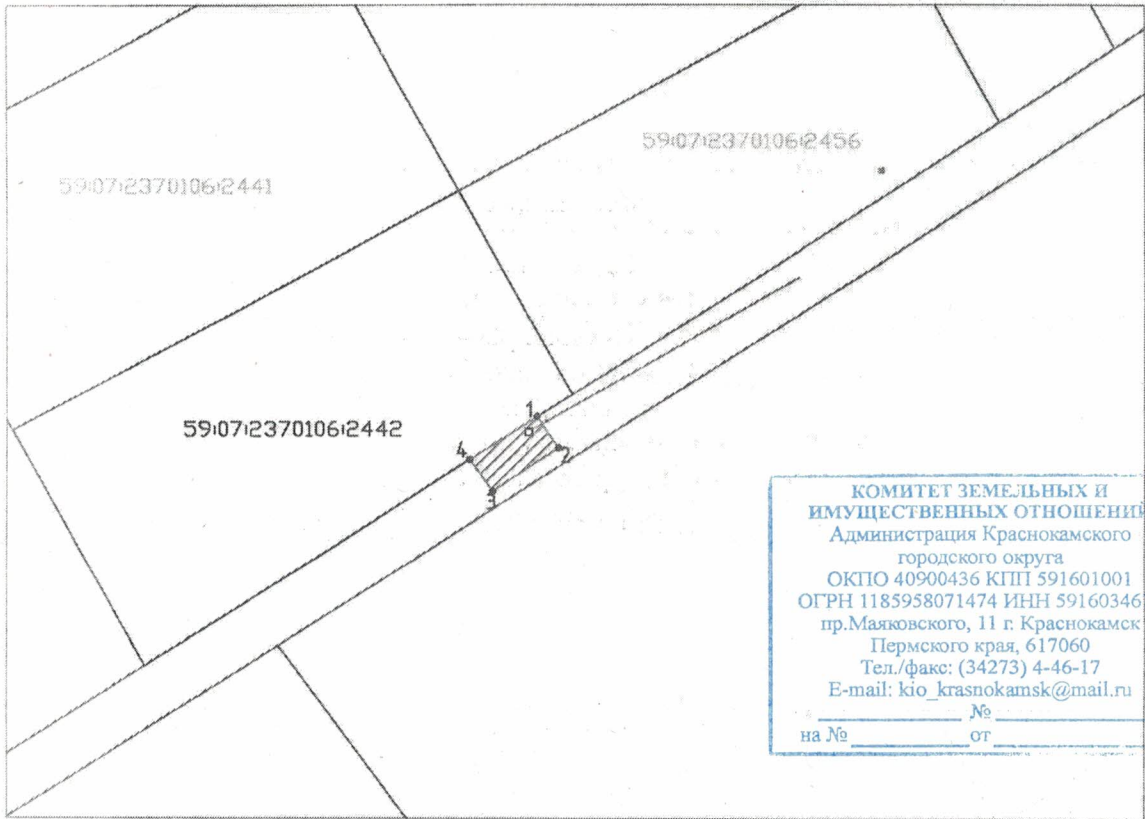 59:07:2370106:2456
59:07:2370106:2441
1
59:07:2370106:2442
4
2
3
КОМИТЕТ ЗЕМЕЛЬНЫХ И
ИМУЩЕСТВЕННЫХ ОТНОШЕНИЙ
Администрация Краснокамского
городского округа
ОКПО 40900436 КПП 591601001
ОГРН 1185958071474 ИНН 59160346
пр.Маяковского, 11 г. Краснокамск
Пермского края, 617060
Тел./факс: (34273) 4-46-17
E-mail: kio_krasnokamsk@mail.ru
№
на № от